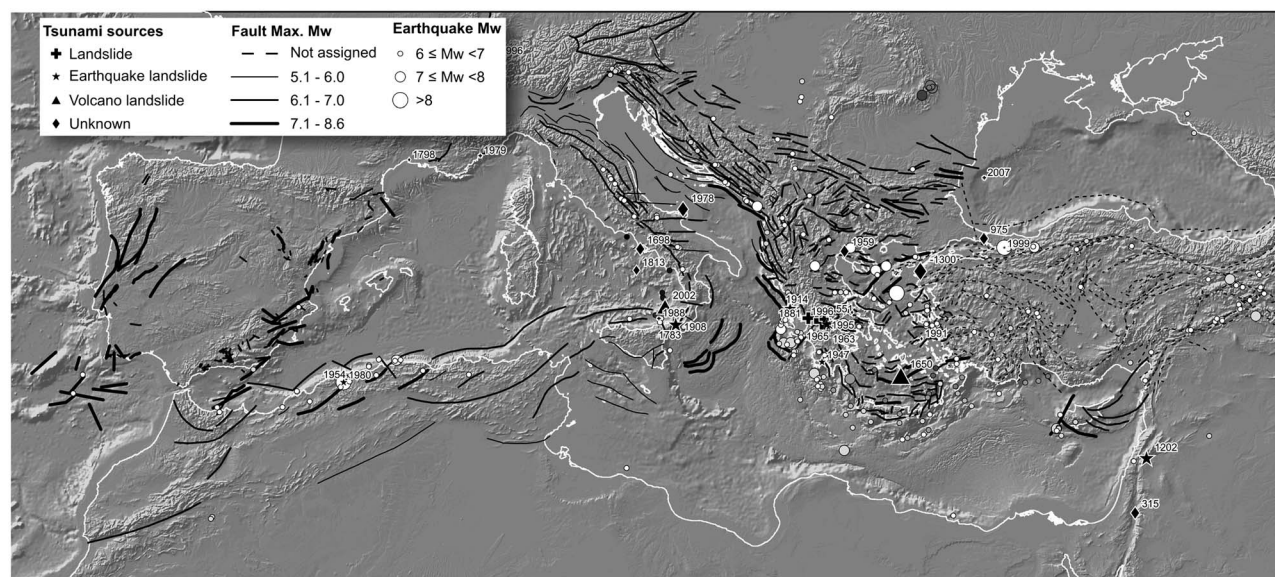 Tsunami sources
Landslide
Earthquake landslide
Volcano landslide
Unknown
Fault Max. Mw
Not assigned
5.1 - 6.0
6.1 - 7.0
7.1 - 8.6
Earthquake Mw
6 ≤ Mw <7
7 ≤ Mw <8
>8
1798
1979
2007
1978
975
1698
1959
1999
1813
-1300
2002
1914
1996
1988
1881
1908
1995
1783
1965
1963
1991
1947
1954
1980
1650
1202
315